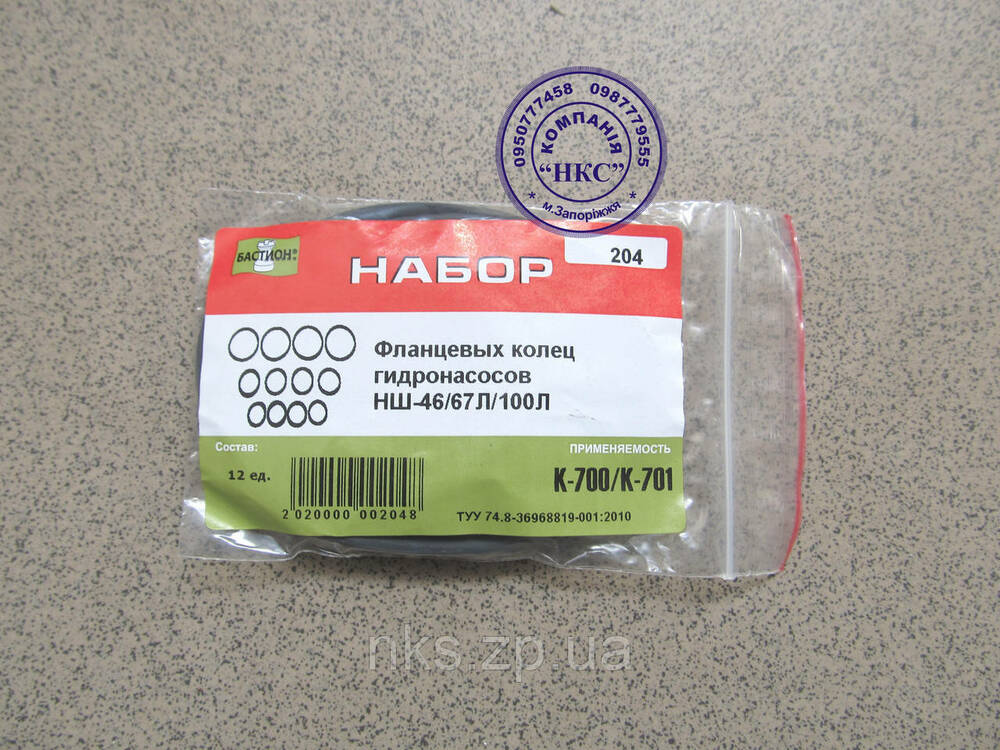 0950777458 0987779555
КОМПАНІЯ
“НКС”
* м.Запоріжжя *
БАСТИОН®
НАБОР
204
Фланцевых колец
гидронасосов
НШ-46/67Л/100Л
Состав:
ПРИМЕНЯЕМОСТЬ
12 ед.
К-700/К-701
2 020000 002048
ТУУ 74.8-36968819-001:2010
nks.zp.ua